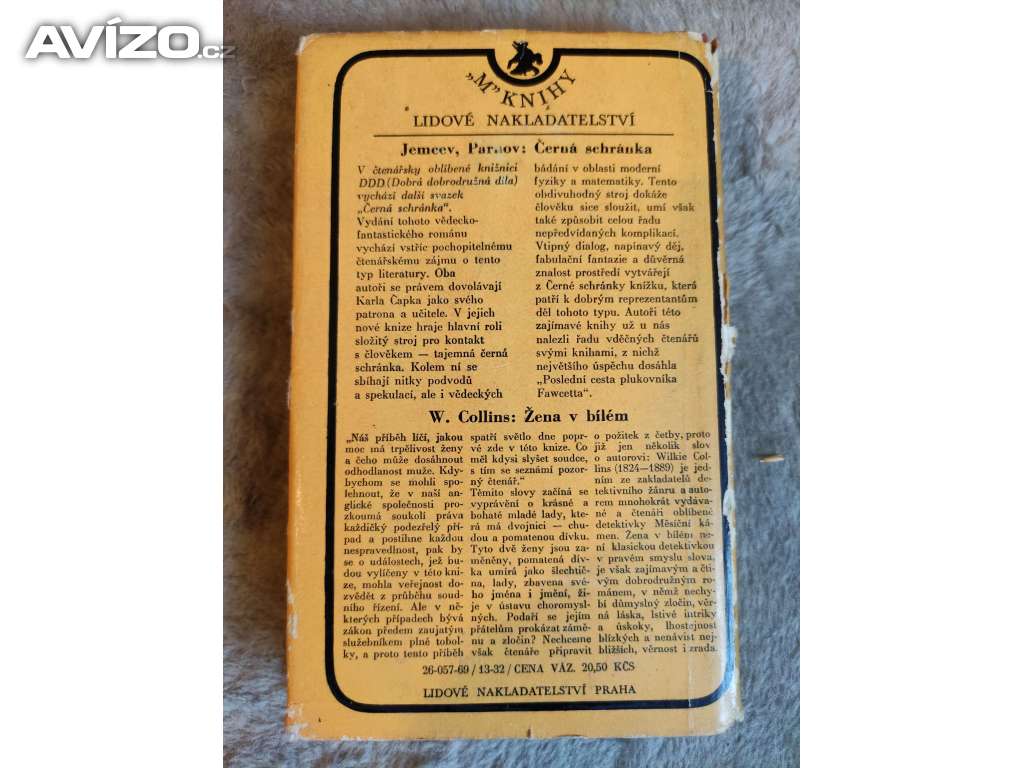 AVÍZO.cz
„M" KNIHY
LIDOVÉ NAKLADATELSTVÍ
Jemcev, Parnov: Černá schránka
V čtenářsky oblíbené knižnici
DDD (Dobrá dobrodružná díla)
vychází další svazek
„Černá schránka".
Vydání tohoto vědecko-
fantastického románu
vychází vstříc pochopitelnému
čtenářskému zájmu o tento
typ literatury. Oba
autoři se právem dovolávají
Karla Čapka jako svého
patrona a učitele. V jejich
nové knize hraje hlavní roli
složitý stroj pro kontakt
s člověkem — tajemná černá
schránka. Kolem ní se
sbíhají nitky podvodů
a spekulací, ale i vědeckých
bádání v oblasti moderní
fyziky a matematiky. Tento
obdivuhodný stroj dokáže
člověku sice sloužit, umí však
také způsobit celou řadu
nepředvídaných komplikací.
Vtipný dialog, napínavý děj,
fabulační fantazie a důvěrná
znalost prostředí vytvářejí
z Černé schránky knížku, která
patří k dobrým reprezentantům
děl tohoto typu. Autoři této
zajímavé knihy už u nás
nalezli řadu vděčných čtenářů
svými knihami, z nichž
největšího úspěchu dosáhla
„Poslední cesta plukovníka
Fawcetta".
W. Collins: Žena v bílém
„Náš příběh líčí, jakou
moc má trpělivost ženy
a čeho může dosáhnout
odhodlanost muže. Kdy-
bychom se mohli spo-
lehnout, že v naší an-
glické společnosti pro-
zkoumá soukolí práva
každičký podezřelý pří-
pad a postihne každou
nespravedlnost, pak by
se o událostech, jež bu-
dou vylíčeny v této kni-
ze, mohla veřejnost do-
zvědět z průběhu soud-
ního řízení. Ale v ně-
kterých případech bývá
zákon předem zaujatým
služebníkem plné tobol-
ky, a proto tento příběh
spatří světlo dne popr-
vé zde v této knize. Co
měl kdysi slyšet soudce,
s tím se seznámí pozor-
ný čtenář."
Těmito slovy začíná se
vyprávění o krásné a
bohaté mladé lady, kte-
rá má dvojnici — chu-
dou a pomatenou dívku.
Tyto dvě ženy jsou za-
měněny, pomatená dív-
ka umírá jako šlechtič-
na, lady, zbavena své-
ho jména i jmění, ži-
je v ústavu choromysl-
ných. Podaří se jejím
přátelům prokázat zámě-
nu a zločin? Nechceme
však čtenáře připravit
o požitek z četby, proto
již jen několik slov
o autorovi: Wilkie Col-
lins (1824—1889) je jed-
ním ze zakladatelů de-
tektivního žánru a auto-
rem mnohokrát vydáva-
né a čtenáři oblíbené
detektivky Měsíční ká-
men. Žena v bílém ne-
ní klasickou detektivkou
v pravém smyslu slova,
je však zajímavým a čti-
vým dobrodružným ro-
mánem, v němž nechy-
bí důmyslný zločin, věr-
ná láska, lstivé intriky
a úskoky, lhostejnost
blízkých a nenávist nej-
bližších, věrnost i zrada.
26-057-69 / 13-32 / CENA VÁZ. 20,50 KČS
LIDOVÉ NAKLADATELSTVÍ PRAHA